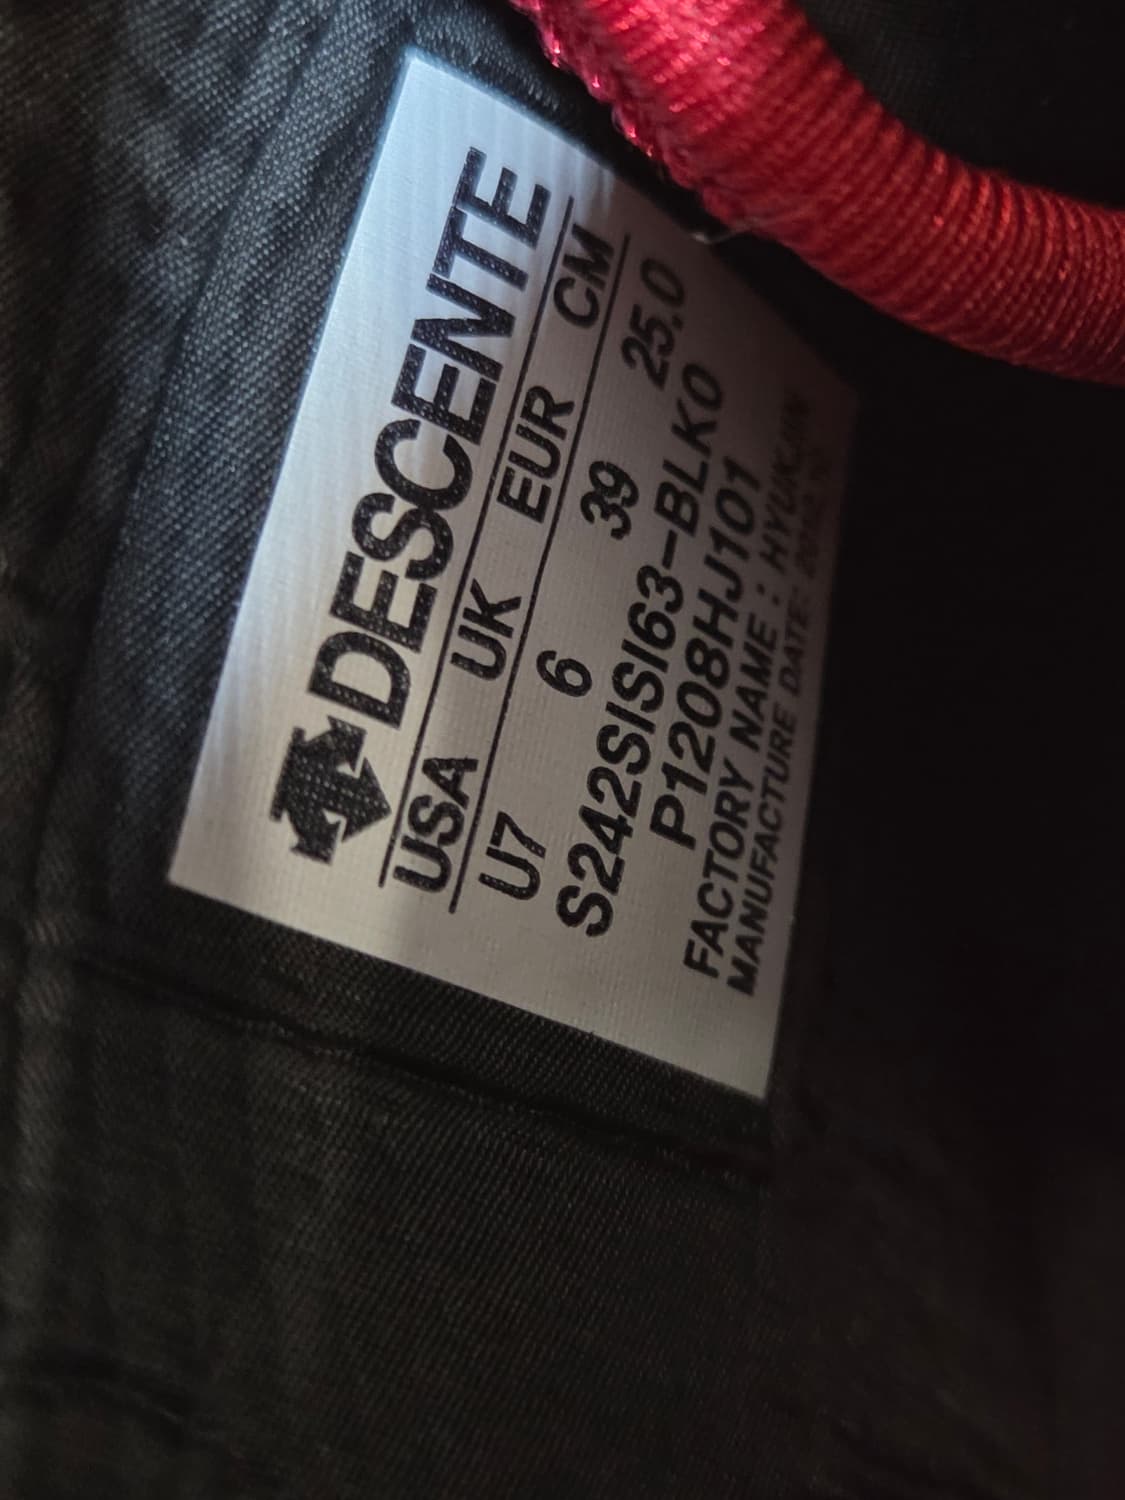 DESCENTE
USA UK EUR CM
U7 6 39 25.0
S242SISI63-BLK0
P1208HJ101
FACTORY NAME : HYUKJIN
MANUFACTURE DATE: